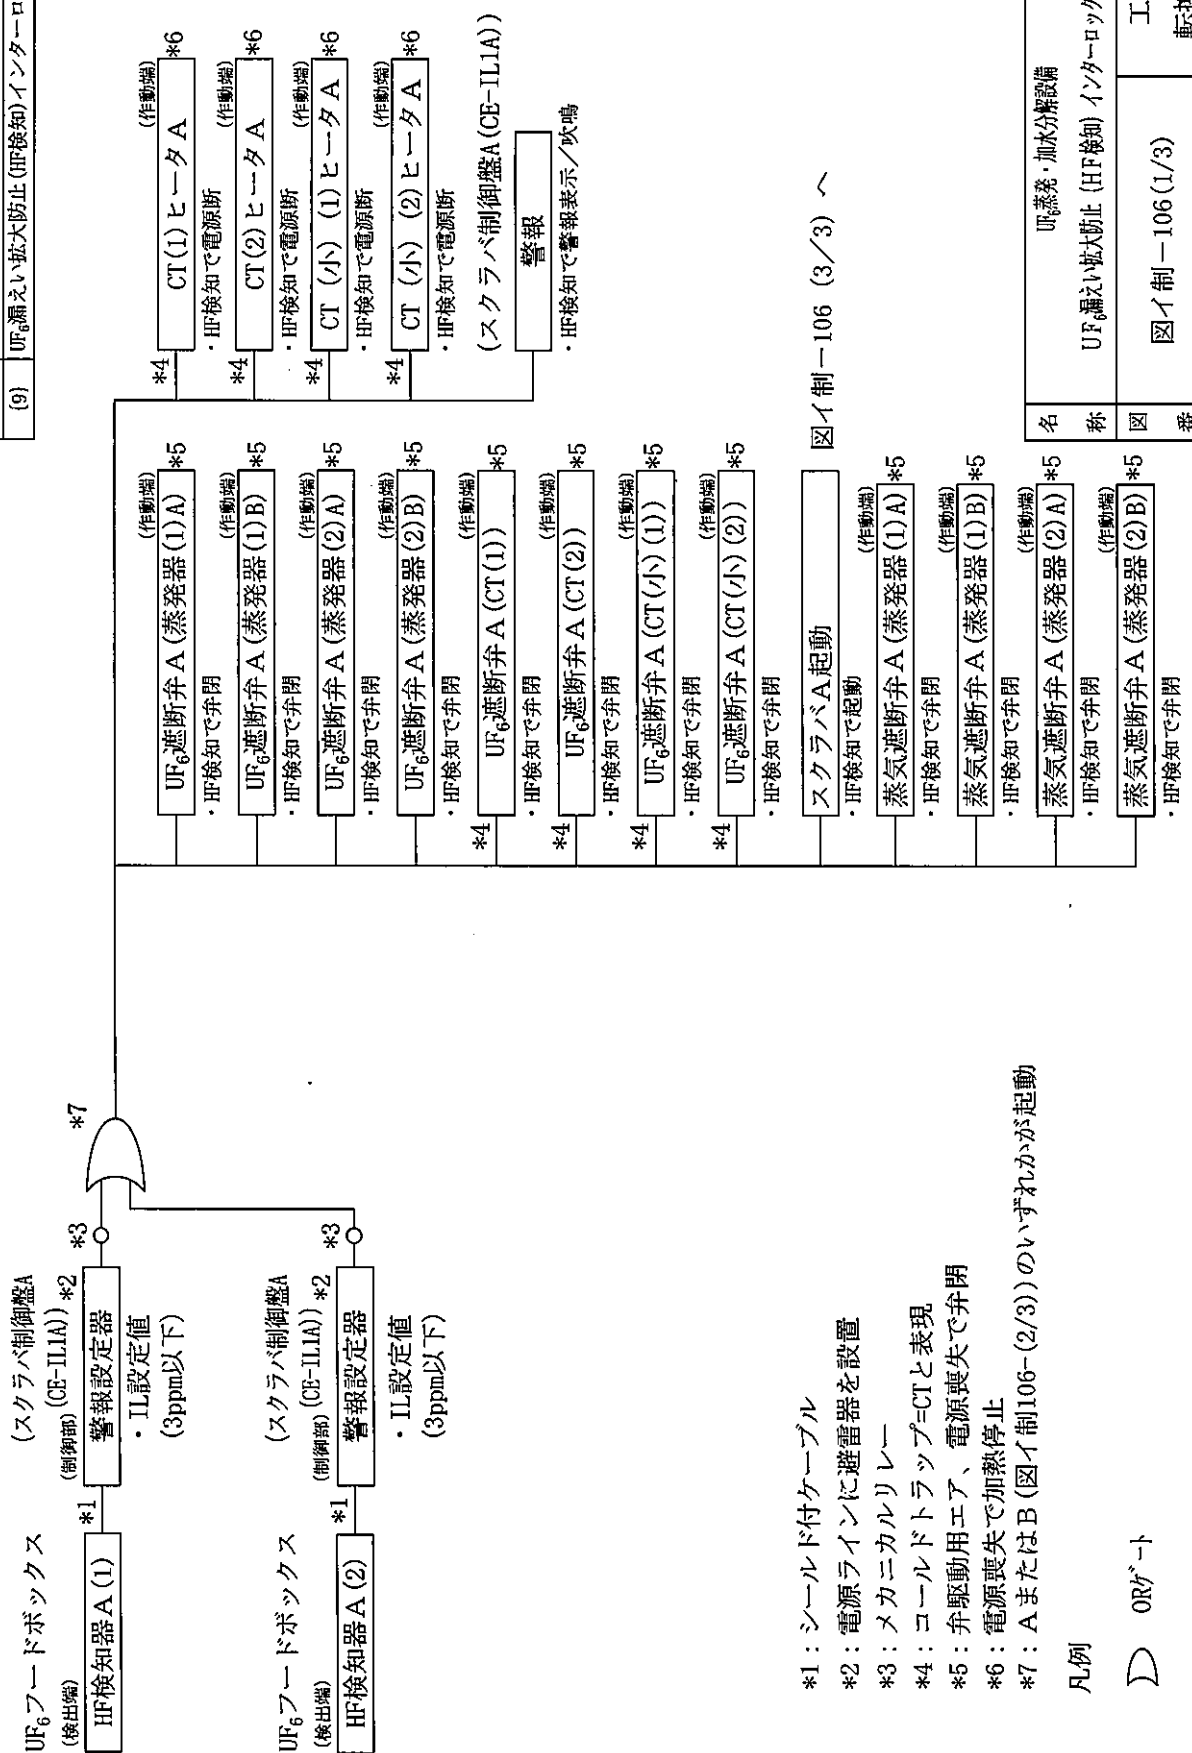 (9) UF₆漏えい拡大防止(HF検知)インターロ
UF₆フードボックス
(検出端)
HF検知器A(1)
*1
(スクラバ制御盤A
(制御部) (CE-IL1A)) *2
警報設定器
・IL設定値
(3ppm以下)
*3
UF₆フードボックス
(検出端)
HF検知器A(2)
*1
(スクラバ制御盤A
(制御部) (CE-IL1A)) *2
警報設定器
・IL設定値
(3ppm以下)
*3
*7
(作動端)
UF₆遮断弁A(蒸発器(1)A) *5
・HF検知で弁閉
(作動端)
UF₆遮断弁A(蒸発器(1)B) *5
・HF検知で弁閉
(作動端)
UF₆遮断弁A(蒸発器(2)A) *5
・HF検知で弁閉
(作動端)
UF₆遮断弁A(蒸発器(2)B) *5
・HF検知で弁閉
(作動端)
*4 UF₆遮断弁A(CT(1)) *5
・HF検知で弁閉
(作動端)
*4 UF₆遮断弁A(CT(2)) *5
・HF検知で弁閉
(作動端)
*4 UF₆遮断弁A(CT(小)(1)) *5
・HF検知で弁閉
(作動端)
*4 UF₆遮断弁A(CT(小)(2)) *5
・HF検知で弁閉
スクラバA起動 図イ制－106 (3／3) へ
・HF検知で起動
(作動端)
蒸気遮断弁A(蒸発器(1)A) *5
・HF検知で弁閉
(作動端)
蒸気遮断弁A(蒸発器(1)B) *5
・HF検知で弁閉
(作動端)
蒸気遮断弁A(蒸発器(2)A) *5
・HF検知で弁閉
(作動端)
蒸気遮断弁A(蒸発器(2)B) *5
・HF検知で弁閉
(作動端)
*4 CT(1)ヒータA *6
・HF検知で電源断
(作動端)
*4 CT(2)ヒータA *6
・HF検知で電源断
(作動端)
*4 CT(小)(1)ヒータA *6
・HF検知で電源断
(作動端)
*4 CT(小)(2)ヒータA *6
・HF検知で電源断
(スクラバ制御盤A(CE-IL1A))
警報
・HF検知で警報表示／吹鳴
*1：シールド付ケーブル
*2：電源ラインに避雷器を設置
*3：メカニカルリレー
*4：コールドトラップ=CTと表現
*5：弁駆動用エア、電源喪失で弁閉
*6：電源喪失で加熱停止
*7：AまたはB(図イ制106-(2/3))のいずれかが起動
凡例
ORゲート
名称
UF₆蒸発・加水分解設備
UF₆漏えい拡大防止(HF検知)インターロック
図番
図イ制－106(1/3)
工
転換